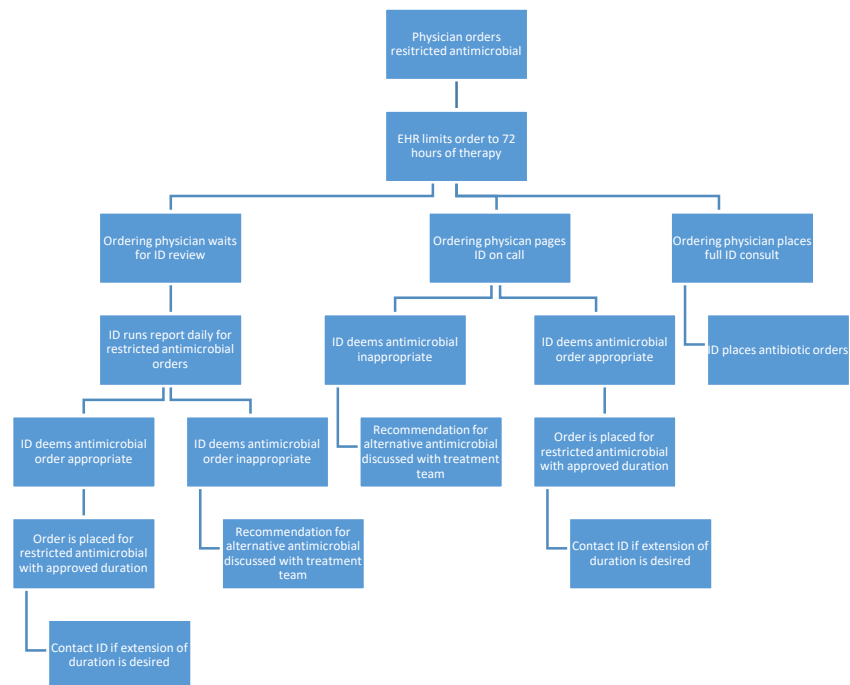 Physician orders
resitricted antimicrobial
EHR limits order to 72
hours of therapy
Ordering physician waits
for ID review
Ordering physican pages
ID on call
Ordering physician places
full ID consult
ID runs report daily for
restricted antimicrobial
orders
ID deems antimicrobial
inappropriate
ID deems antimicrobial
order appropriate
ID places antibiotic orders
ID deems antimicrobial
order appropriate
ID deems antimicrobial
order inappropriate
Recommendation for
alternative antimicrobial
discussed with treatment
team
Order is placed for
restricted antimicrobial
with approved duration
Order is placed for
restricted antimicrobial
with approved duration
Recommendation for
alternative antimicrobial
discussed with treatment
team
Contact ID if extension of
duration is desired
Contact ID if extension of
duration is desired